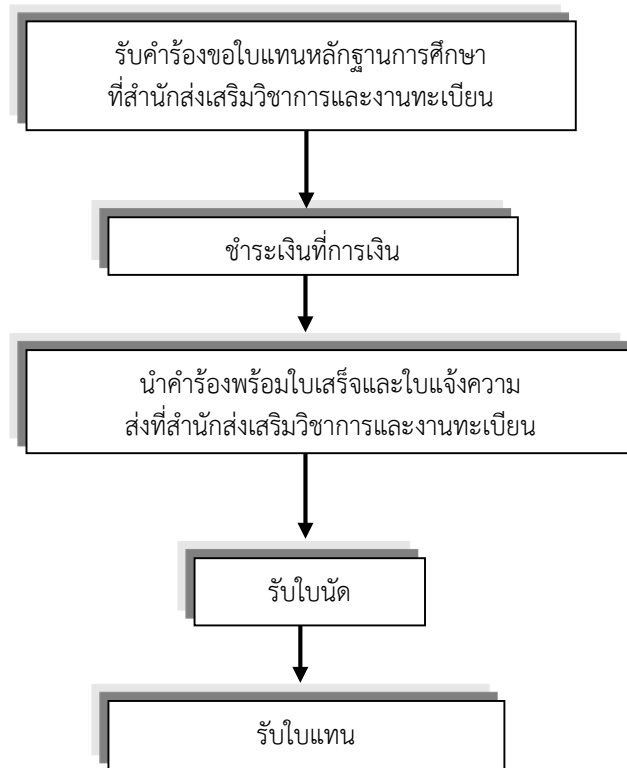 รับคำร้องขอใบแทนหลักฐานการศึกษา
ที่สำนักส่งเสริมวิชาการและงานทะเบียน
ชำระเงินที่การเงิน
นำคำร้องพร้อมใบเสร็จและใบแจ้งความ
ส่งที่สำนักส่งเสริมวิชาการและงานทะเบียน
รับใบนัด
รับใบแทน